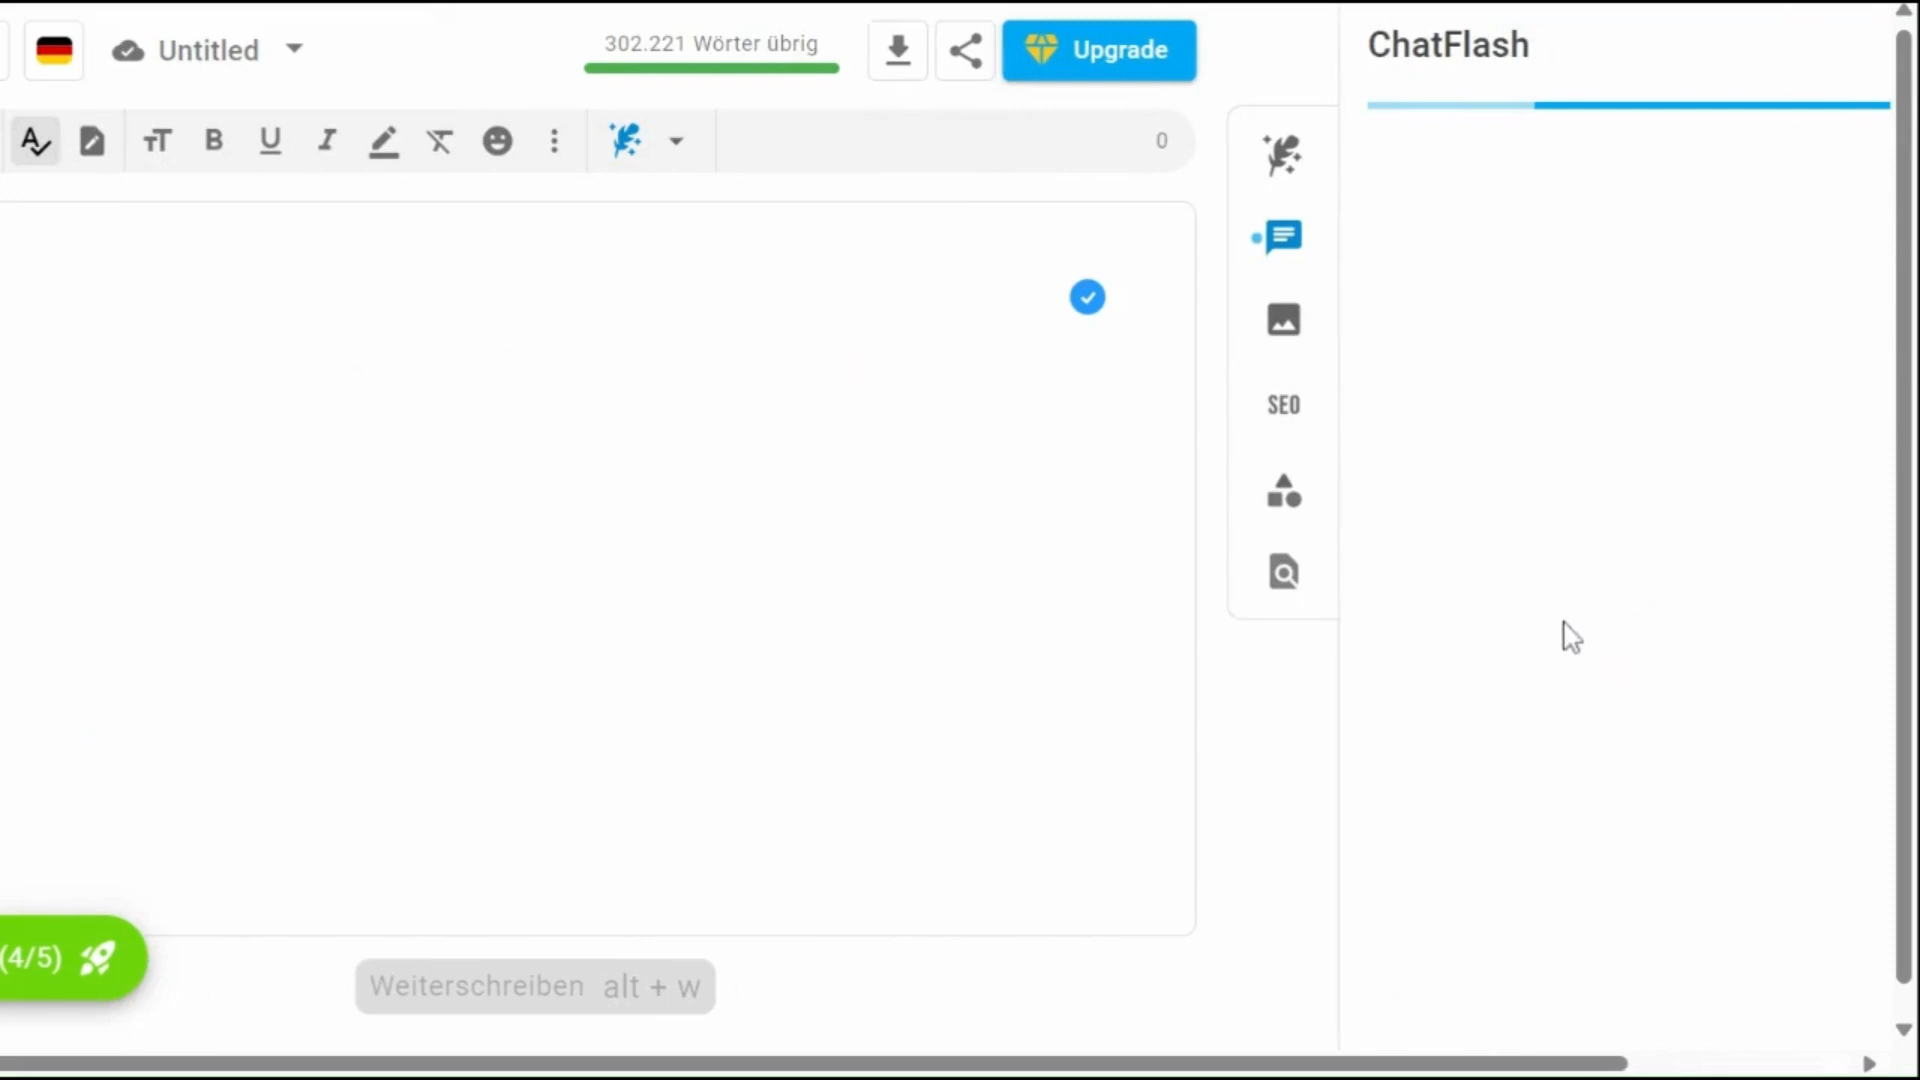 Untitled
302.221 Wörter übrig
Upgrade
ChatFlash
B U I
0
SEO
(4/5)
Weiterschreiben alt + w